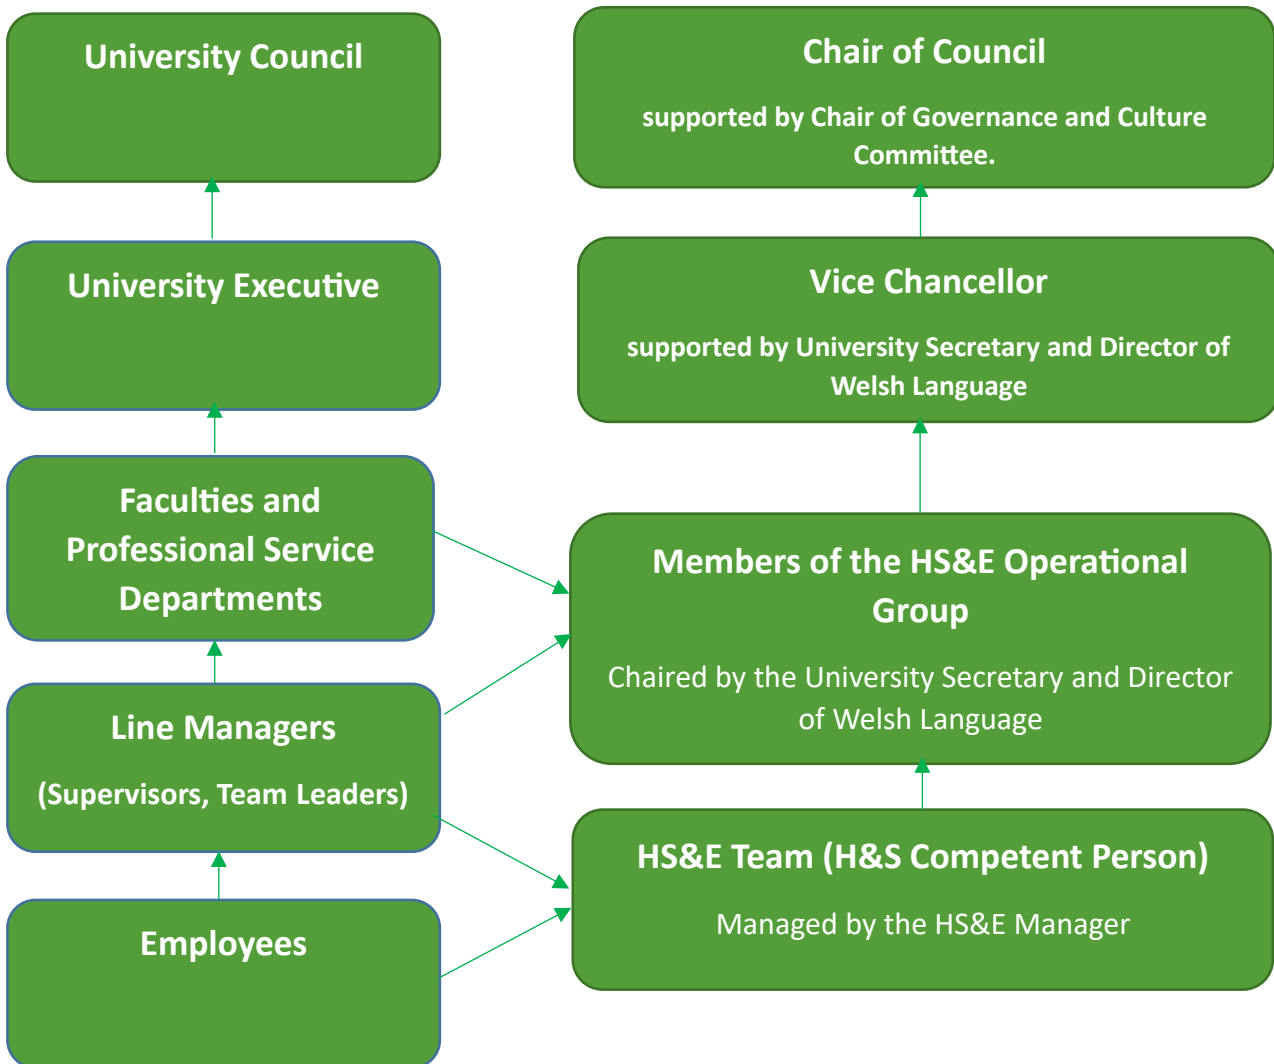 University Council
Chair of Council
supported by Chair of Governance and Culture
Committee.
University Executive
Vice Chancellor
supported by University Secretary and Director of
Welsh Language
Faculties and
Professional Service
Departments
Members of the HS&E Operational
Group
Chaired by the University Secretary and Director
of Welsh Language
Line Managers
(Supervisors, Team Leaders)
HS&E Team (H&S Competent Person)
Managed by the HS&E Manager
Employees